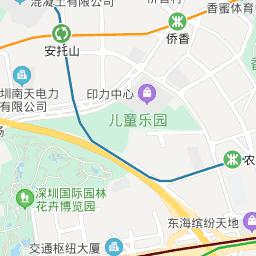 混凝土有限公司
香蜜体育中
侨香
安托山
圳南天电力
有限公司
印力中心
儿童乐园
农
深圳国际园林
花卉博览园
东海缤纷天地
交通枢纽大厦